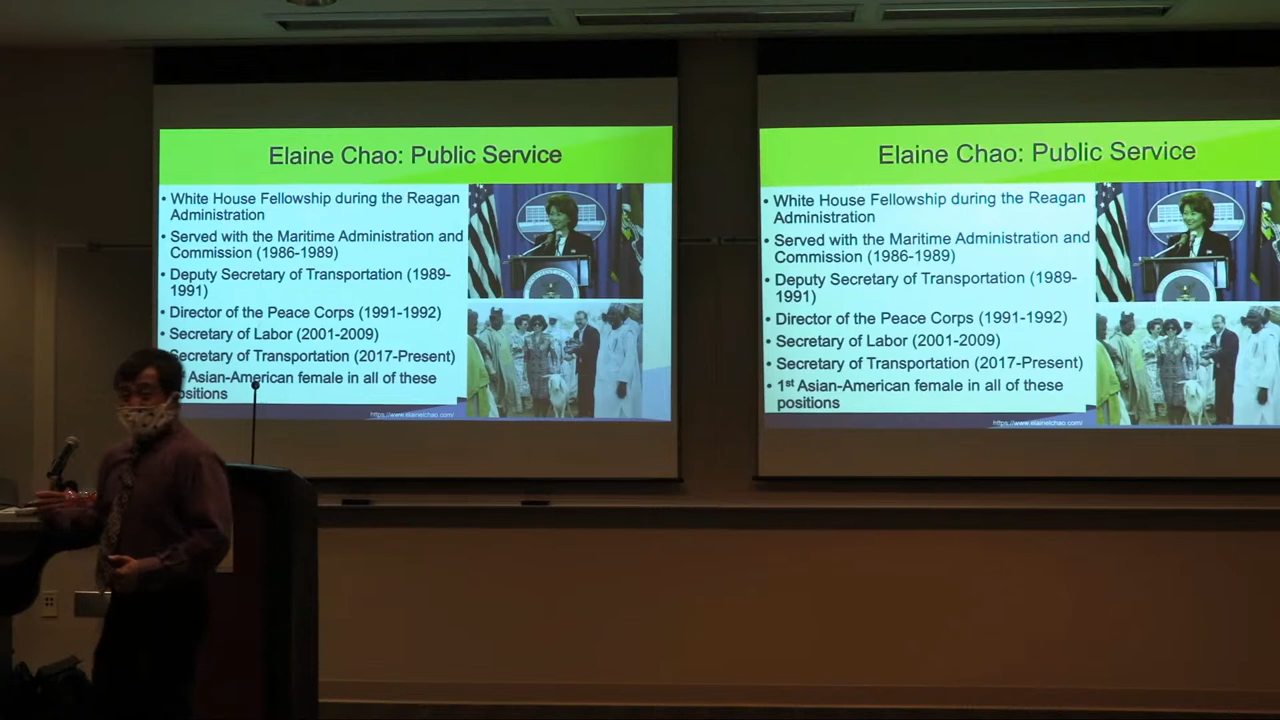 Elaine Chao: Public Service
• White House Fellowship during the Reagan
Administration
• Served with the Maritime Administration and
Commission (1986-1989)
• Deputy Secretary of Transportation (1989-
1991)
• Director of the Peace Corps (1991-1992)
• Secretary of Labor (2001-2009)
Secretary of Transportation (2017-Present)
Asian-American female in all of these
ositions
https://www.elainelchao.com/
Elaine Chao: Public Service
• White House Fellowship during the Reagan
Administration
• Served with the Maritime Administration and
Commission (1986-1989)
• Deputy Secretary of Transportation (1989-
1991)
• Director of the Peace Corps (1991-1992)
• Secretary of Labor (2001-2009)
• Secretary of Transportation (2017-Present)
• 1st Asian-American female in all of these
positions
https://www.elainelchao.com/